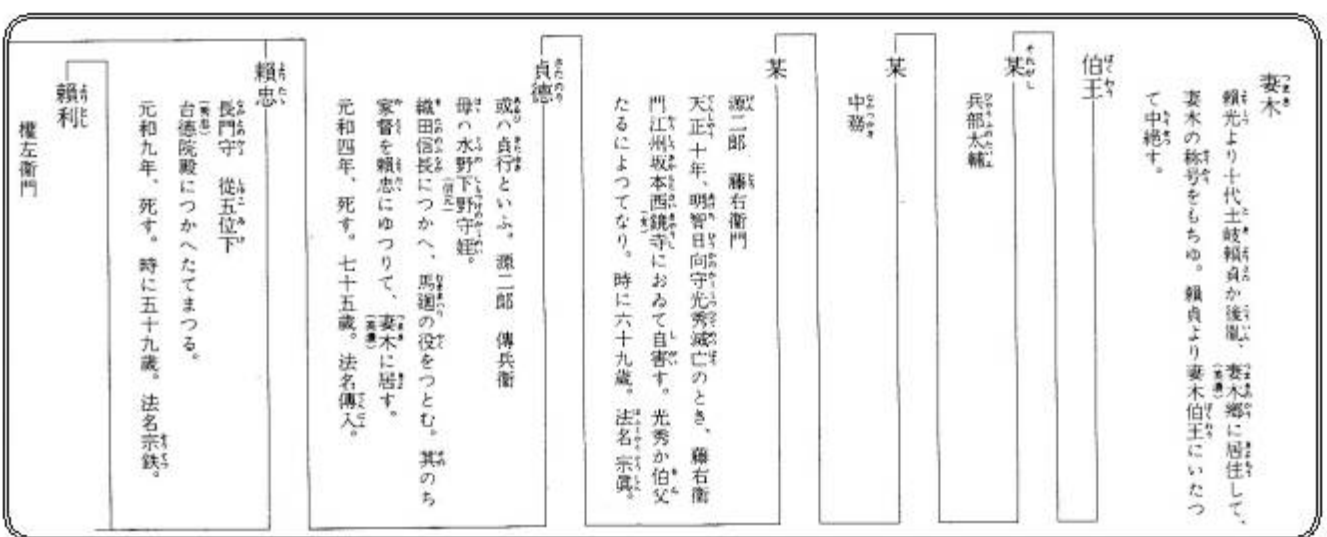 妻木
頼光より十代土岐頼貞か後胤、妻木郷に居住して、
妻木の称号をもちゆ。頼貞より妻木伯王にいたつ
て中絶す。
伯王
某
兵部太輔
某
中務
某
源二郎 藤右衛門
天正十年、明智日向守光秀滅亡のとき、藤右衛
門江州坂本西鏡寺におゐて自害す。光秀か伯父
たるによつてなり。時に六十九歳。法名宗眞。
貞德
或ハ貞行といふ。源二郎 傳兵衞
母ハ水野下野守姪。
織田信長につかへ、馬廻の役をつとむ。其のち
家督を頼忠にゆつりて、妻木に居す。
元和四年、死す。七十五歳。法名傳入。
頼忠
長門守 從五位下
台德院殿につかへたてまつる。
元和九年、死す。時に五十九歳。法名宗鉄。
頼利
權左衛門